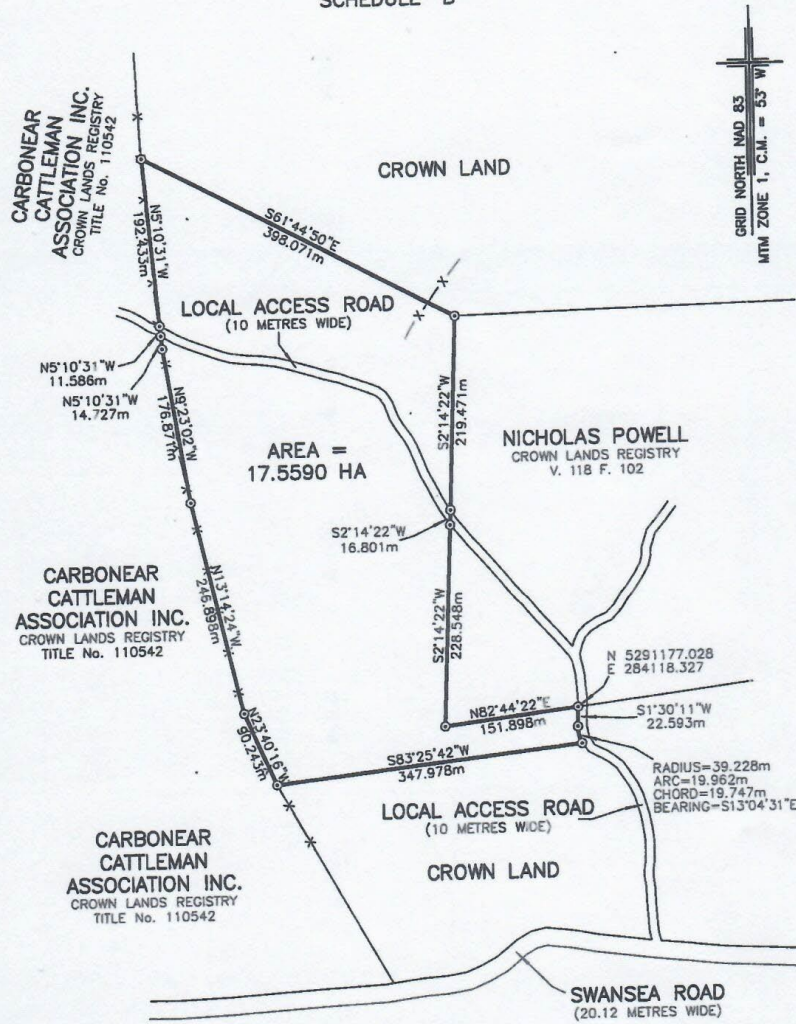 SCHEDULE "B"
CARBONEAR
CATTLEMAN
ASSOCIATION INC.
CROWN LANDS REGISTRY
TITLE No. 110542
CROWN LAND
GRID NORTH NAD 83
MTM ZONE 1, C.M. = 53° W
S61°44'50"E
398.071m
N5°10'31"W
192.433m
LOCAL ACCESS ROAD
(10 METRES WIDE)
N5°10'31"W
11.586m
N5°10'31"W
14.727m
N9°23'02"W
176.871m
S2°14'22"W
219.471m
AREA =
17.5590 HA
NICHOLAS POWELL
CROWN LANDS REGISTRY
V. 118 F. 102
S2°14'22"W
16.801m
CARBONEAR
CATTLEMAN
ASSOCIATION INC.
CROWN LANDS REGISTRY
TITLE No. 110542
N13°14'24"W
246.898m
S2°14'22"W
228.548m
N 5291177.028
E 284118.327
N82°44'22"E
151.898m
S1°30'11"W
22.593m
N23°40'16"W
90.243m
S83°25'42"W
347.978m
RADIUS=39.228m
ARC=19.962m
CHORD=19.747m
BEARING=S13°04'31"E
LOCAL ACCESS ROAD
(10 METRES WIDE)
CARBONEAR
CATTLEMAN
ASSOCIATION INC.
CROWN LANDS REGISTRY
TITLE No. 110542
CROWN LAND
SWANSEA ROAD
(20.12 METRES WIDE)